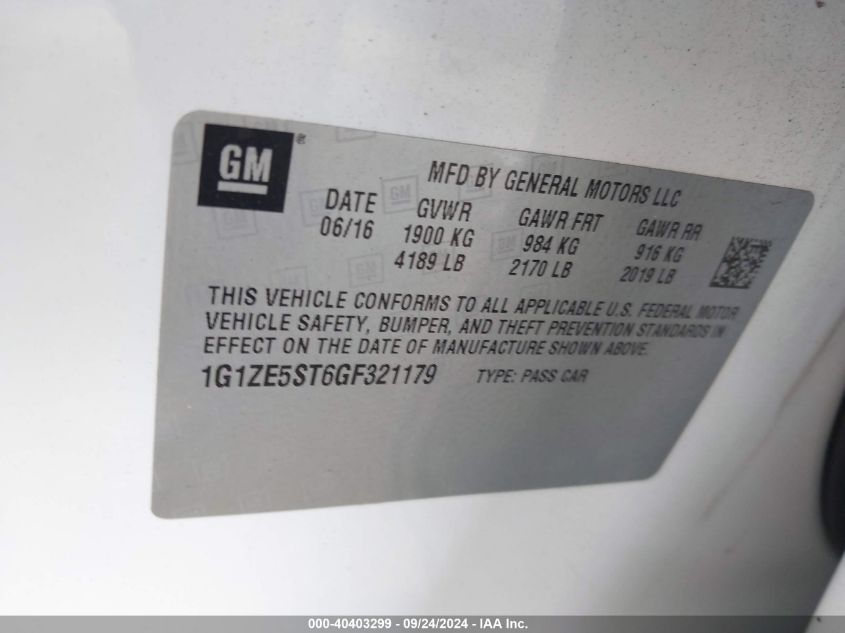 GM®
MFD BY GENERAL MOTORS LLC
DATE GVWR GAWR FRT GAWR RR
06/16 1900 KG 984 KG 916 KG
4189 LB 2170 LB 2019 LB
THIS VEHICLE CONFORMS TO ALL APPLICABLE U.S. FEDERAL MOTOR
VEHICLE SAFETY, BUMPER, AND THEFT PREVENTION STANDARDS IN
EFFECT ON THE DATE OF MANUFACTURE SHOWN ABOVE.
1G1ZE5ST6GF321179 TYPE: PASS CAR
000-40403299 - 09/24/2024 - IAA Inc.